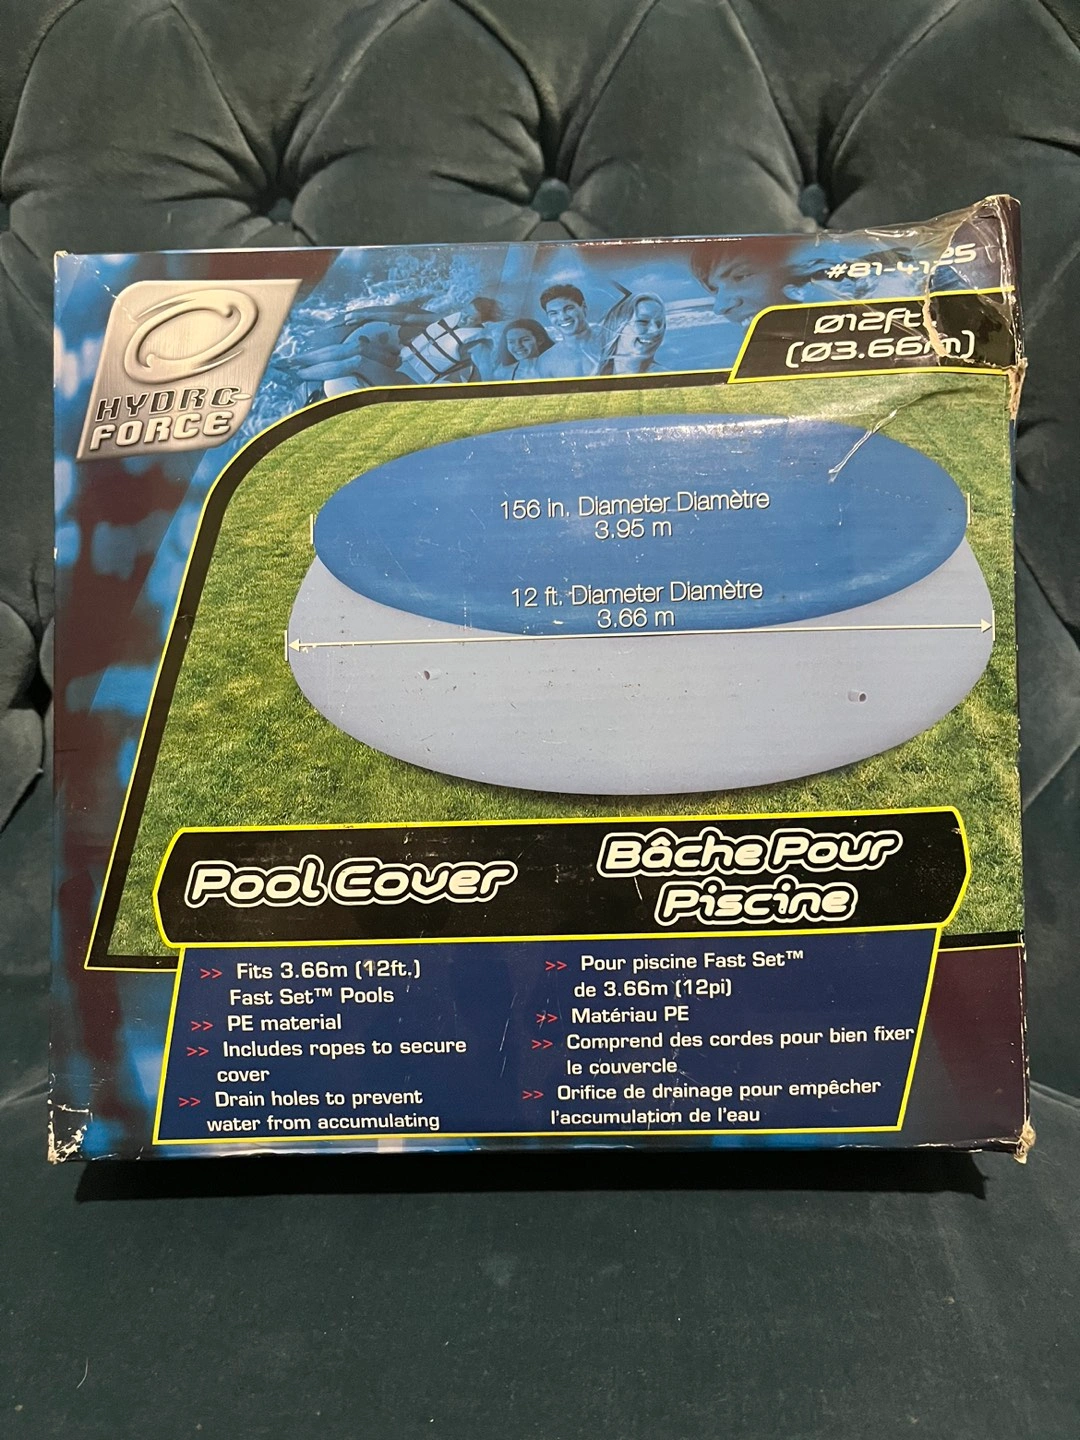 #81-4125
Ø12ft
(Ø3.66m)
HYDRO-
FORCE
156 in. Diameter Diamètre
3.95 m
12 ft. Diameter Diamètre
3.66 m
Pool Cover
Bâche Pour
Piscine
>> Fits 3.66m (12ft.)
Fast Set™ Pools
>> PE material
>> Includes ropes to secure
cover
>> Drain holes to prevent
water from accumulating
>> Pour piscine Fast Set™
de 3.66m (12pi)
>> Matériau PE
>> Comprend des cordes pour bien fixer
le couvercle
>> Orifice de drainage pour empêcher
l'accumulation de l'eau